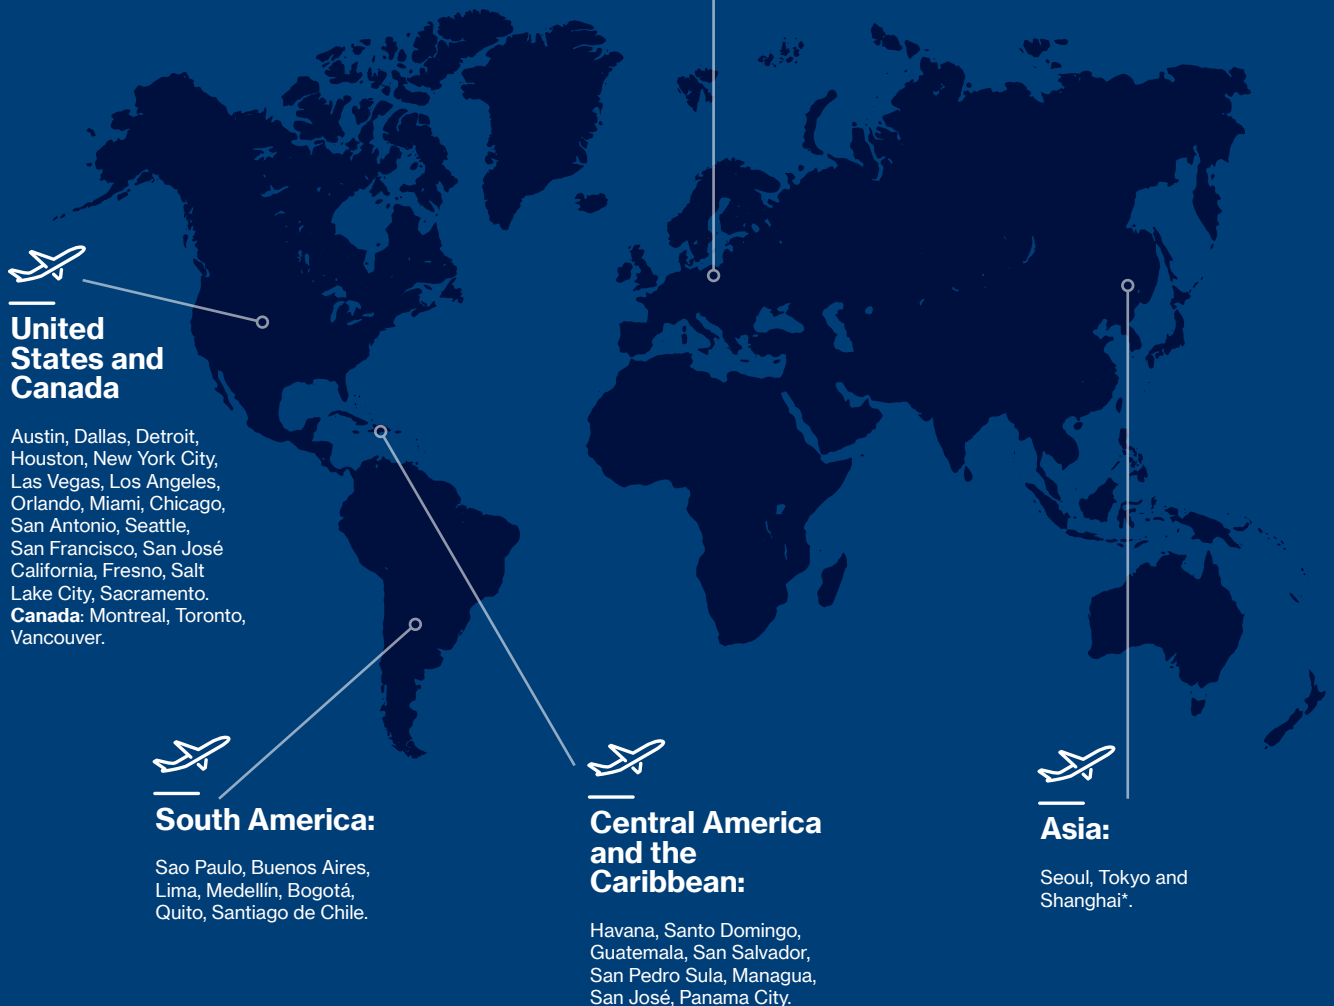 United
States and
Canada
Austin, Dallas, Detroit,
Houston, New York City,
Las Vegas, Los Angeles,
Orlando, Miami, Chicago,
San Antonio, Seattle,
San Francisco, San José
California, Fresno, Salt
Lake City, Sacramento.
Canada: Montreal, Toronto,
Vancouver.
South America:
Sao Paulo, Buenos Aires,
Lima, Medellín, Bogotá,
Quito, Santiago de Chile.
Central America
and the
Caribbean:
Havana, Santo Domingo,
Guatemala, San Salvador,
San Pedro Sula, Managua,
San José, Panama City.
Asia:
Seoul, Tokyo and
Shanghai*.